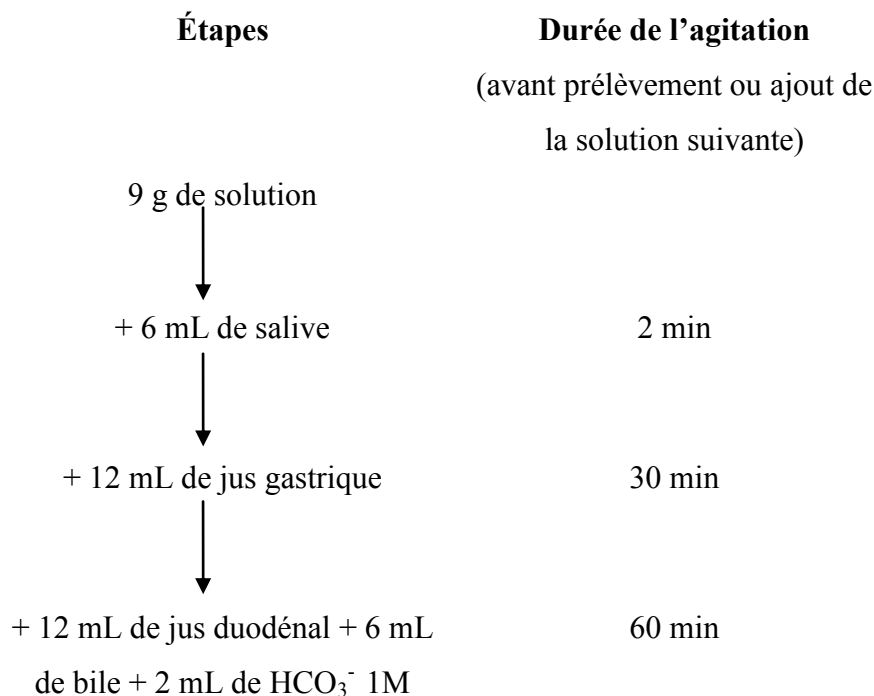 Étapes
Durée de l’agitation
(avant prélèvement ou ajout de
la solution suivante)
9 g de solution
+ 6 mL de salive
2 min
+ 12 mL de jus gastrique
30 min
+ 12 mL de jus duodénal + 6 mL
60 min
de bile + 2 mL de HCO₃⁻ 1M